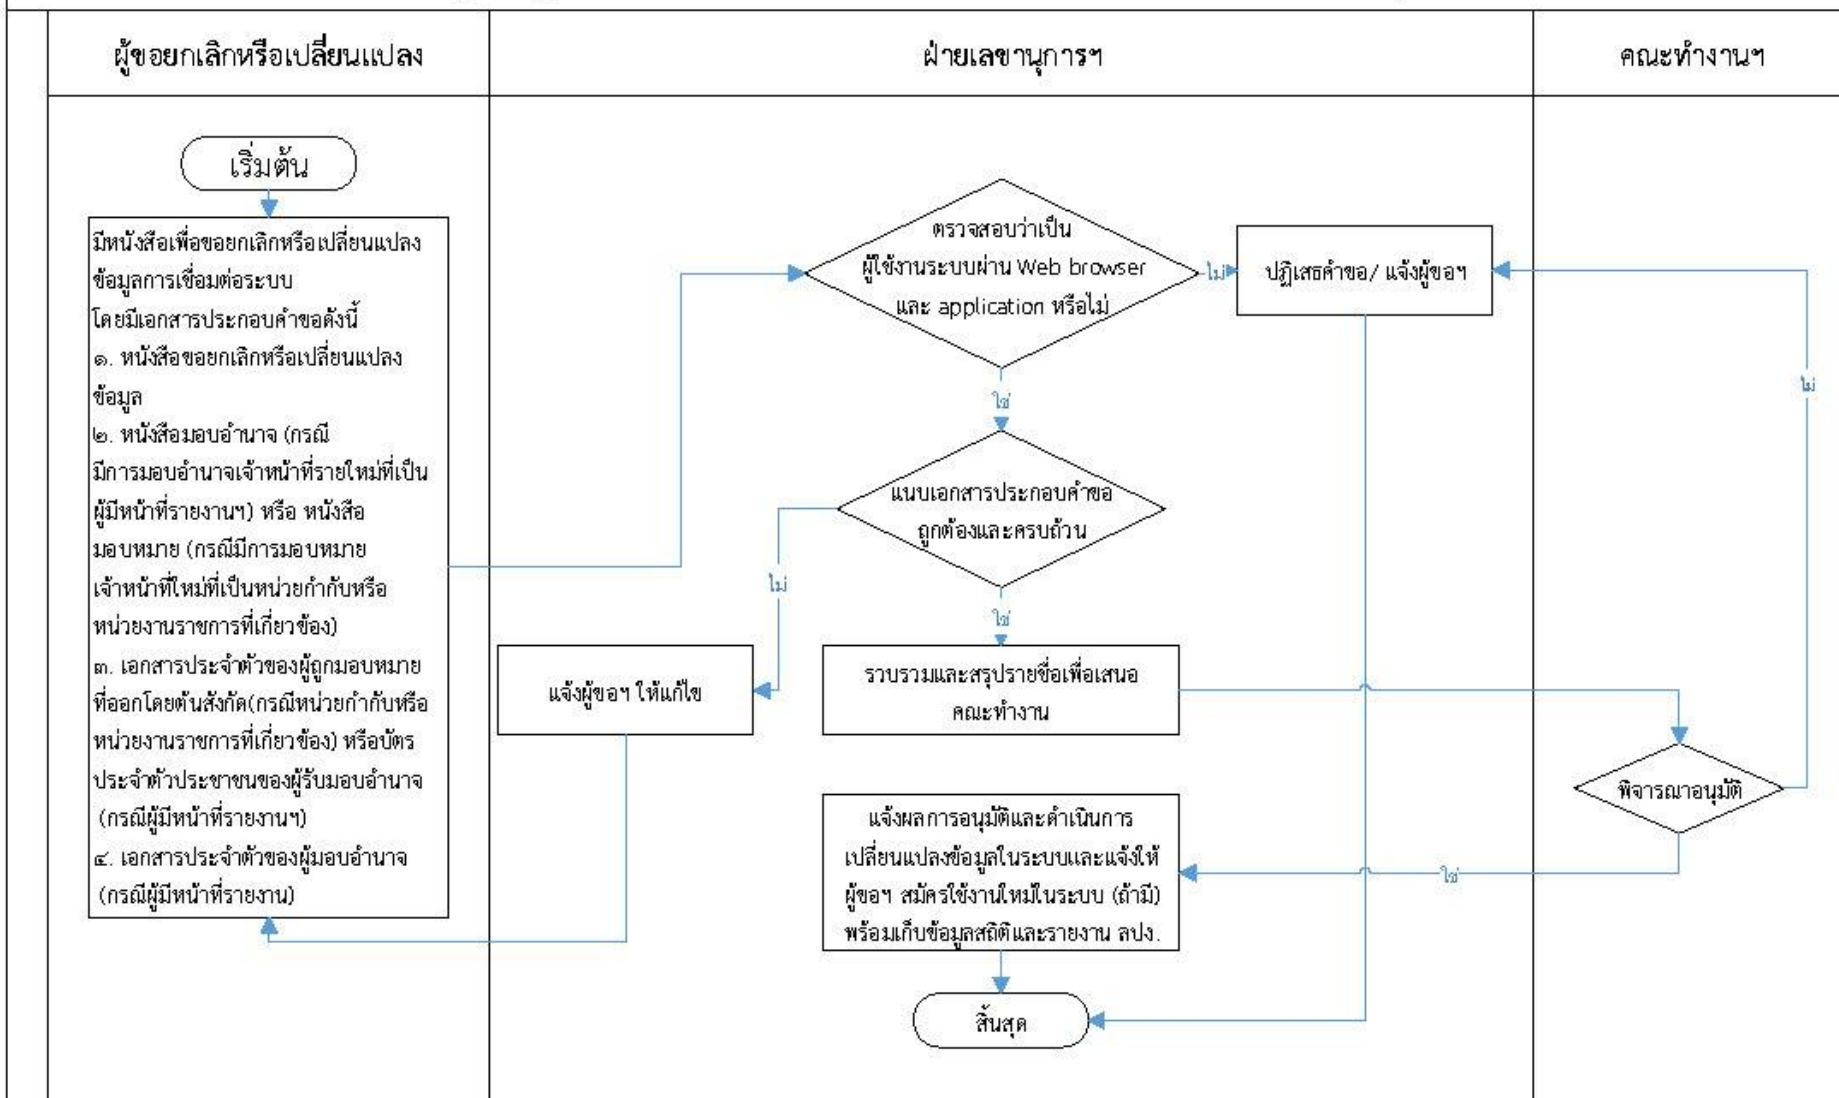 ผู้ขอยกเลิกหรือเปลี่ยนแปลง
ฝ่ายเลขานุการฯ
คณะทำงานฯ
เริ่มต้น
มีหนังสือเพื่อขอยกเลิกหรือเปลี่ยนแปลง
ข้อมูลการเชื่อมต่อระบบ
โดยมีเอกสารประกอบคำขอดังนี้
๑. หนังสือขอยกเลิกหรือเปลี่ยนแปลง
ข้อมูล
๒. หนังสือมอบอำนาจ (กรณี
มีการมอบอำนาจเจ้าหน้าที่รายใหม่ที่เป็น
ผู้มีหน้าที่รายงานฯ) หรือ หนังสือ
มอบหมาย (กรณีมีการมอบหมาย
เจ้าหน้าที่ใหม่ที่เป็นหน่วยกำกับหรือ
หน่วยงานราชการที่เกี่ยวข้อง)
๓. เอกสารประจำตัวของผู้ถูกมอบหมาย
ที่ออกโดยต้นสังกัด(กรณีหน่วยกำกับหรือ
หน่วยงานราชการที่เกี่ยวข้อง) หรือบัตร
ประจำตัวประชาชนของผู้รับมอบอำนาจ
(กรณีผู้มีหน้าที่รายงานฯ)
๔. เอกสารประจำตัวของผู้มอบอำนาจ
(กรณีผู้มีหน้าที่รายงาน)
ตรวจสอบว่าเป็น
ผู้ใช้งานระบบผ่าน Web browser
และ application หรือไม่
ไม่
ปฏิเสธคำขอ/ แจ้งผู้ขอฯ
ไม่
ใช่
แนบเอกสารประกอบคำขอ
ถูกต้องและครบถ้วน
ไม่
ใช่
แจ้งผู้ขอฯ ให้แก้ไข
รวบรวมและสรุปรายชื่อเพื่อเสนอ
คณะทำงาน
พิจารณาอนุมัติ
ใช่
แจ้งผลการอนุมัติและดำเนินการ
เปลี่ยนแปลงข้อมูลในระบบและแจ้งให้
ผู้ขอฯ สมัครใช้งานใหม่ในระบบ (ถ้ามี)
พร้อมเก็บข้อมูลสถิติและรายงาน ลปง.
สิ้นสุด